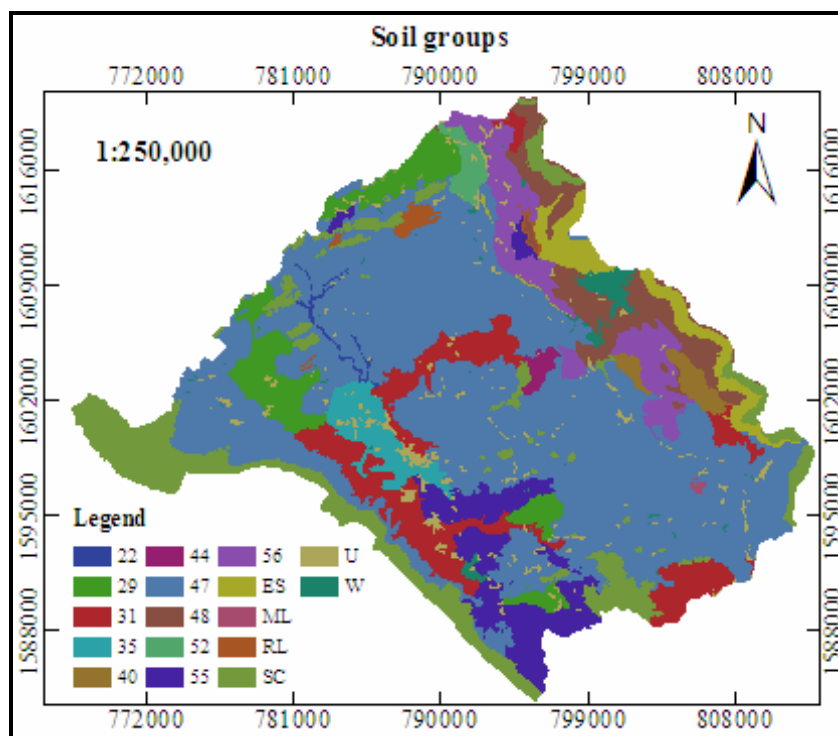 Soil groups
772000 781000 790000 799000 808000
1:250,000
N
1616000 1616000
1609000 1609000
1602000 1602000
1595000 1595000
1588000 1588000
Legend
22 44 56 U
29 47 ES W
31 48 ML
35 52 RL
40 55 SC
772000 781000 790000 799000 808000